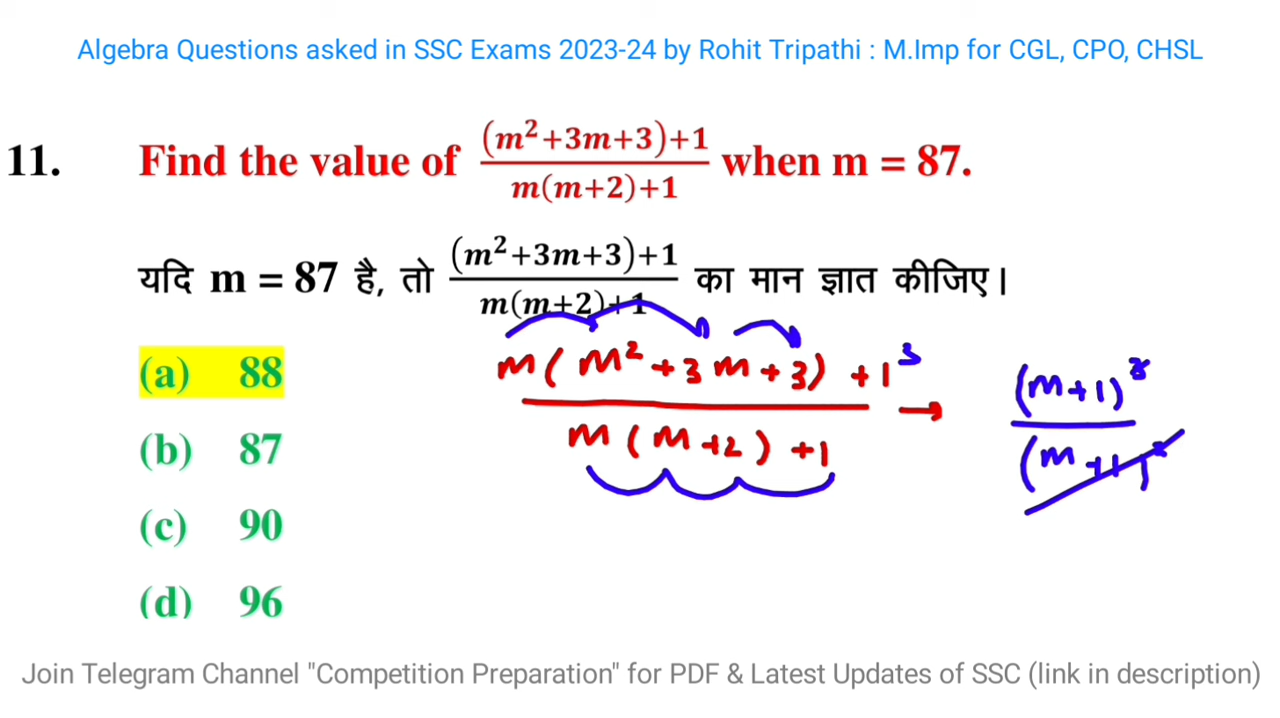 Algebra Questions asked in SSC Exams 2023-24 by Rohit Tripathi : M.Imp for CGL, CPO, CHSL
11. Find the value of (m²+3m+3)+1 / m(m+2)+1 when m = 87.
यदि m = 87 है, तो (m²+3m+3)+1 / m(m+2)+1 का मान ज्ञात कीजिए।
(a) 88
(b) 87
(c) 90
(d) 96
m(m²+3m+3)+1³ / m(m+2)+1 → (m+1)³ / (m+1)²
Join Telegram Channel "Competition Preparation" for PDF & Latest Updates of SSC (link in description)